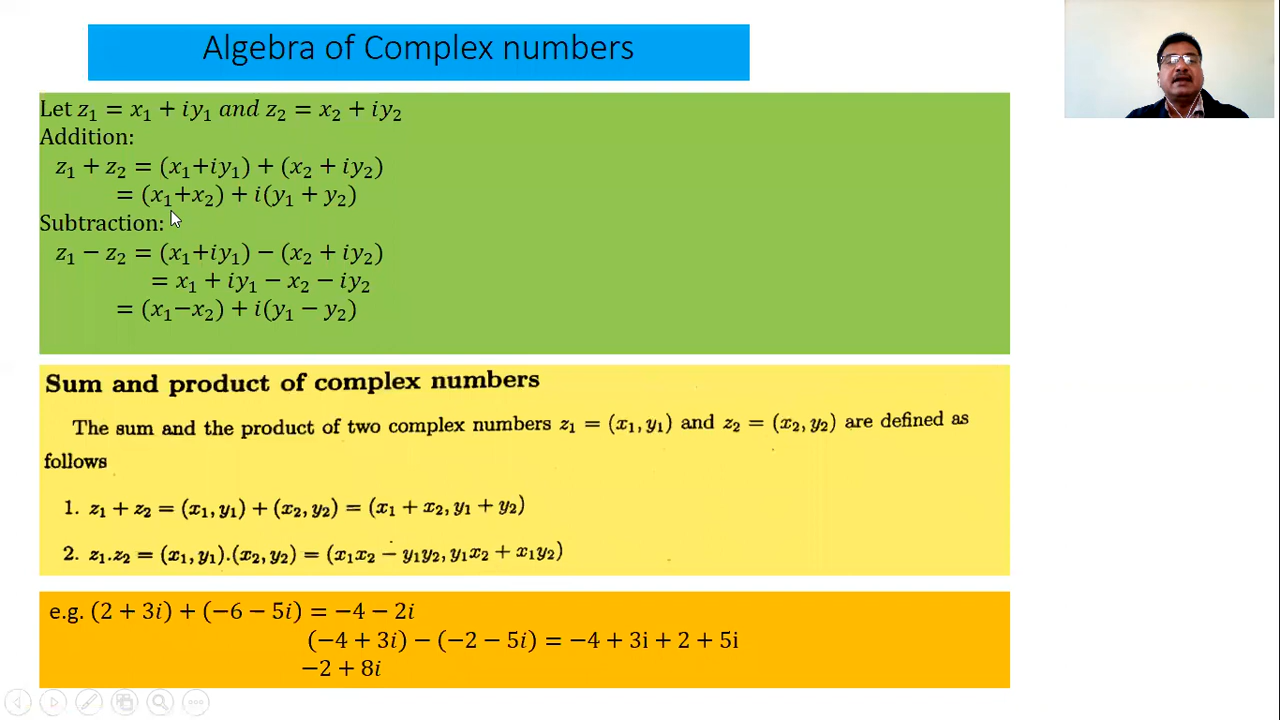 Algebra of Complex numbers
Let z₁ = x₁ + iy₁ and z₂ = x₂ + iy₂
Addition:
z₁ + z₂ = (x₁+iy₁) + (x₂ + iy₂)
= (x₁+x₂) + i(y₁ + y₂)
Subtraction:
z₁ − z₂ = (x₁+iy₁) − (x₂ + iy₂)
= x₁ + iy₁ − x₂ − iy₂
= (x₁−x₂) + i(y₁ − y₂)
Sum and product of complex numbers
The sum and the product of two complex numbers z₁ = (x₁, y₁) and z₂ = (x₂, y₂) are defined as
follows
1. z₁ + z₂ = (x₁, y₁) + (x₂, y₂) = (x₁ + x₂, y₁ + y₂)
2. z₁.z₂ = (x₁, y₁).(x₂, y₂) = (x₁x₂ − y₁y₂, y₁x₂ + x₁y₂)
e.g. (2 + 3i) + (−6 − 5i) = −4 − 2i
(−4 + 3i) − (−2 − 5i) = −4 + 3i + 2 + 5i
−2 + 8i